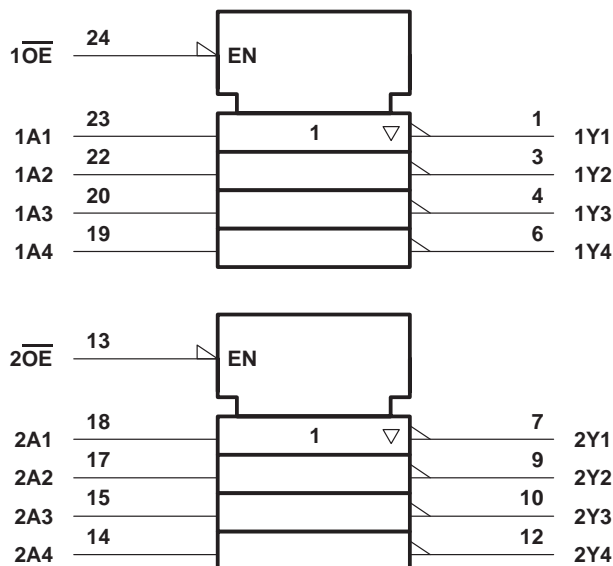 24
1OE EN
23 1
1A1 1 1Y1
22 3
1A2 1Y2
20 4
1A3 1Y3
19 6
1A4 1Y4
13
2OE EN
18 7
2A1 1 2Y1
17 9
2A2 2Y2
15 10
2A3 2Y3
14 12
2A4 2Y4